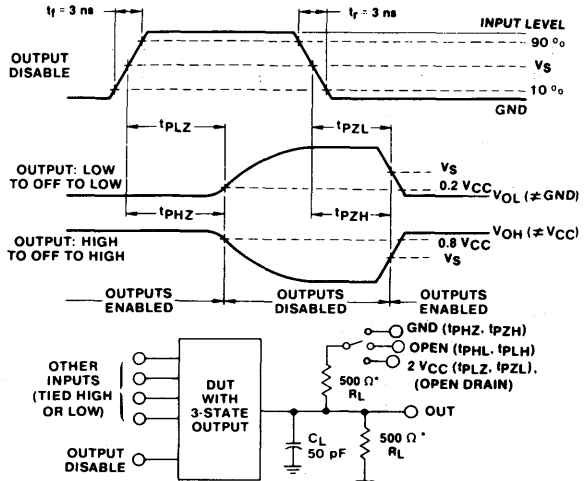 tf = 3 ns
tr = 3 ns
INPUT LEVEL
90 %
OUTPUT
DISABLE
VS
10 %
GND
tPLZ
tPZL
OUTPUT: LOW
TO OFF TO LOW
VS
0.2 VCC
VOL (≠GND)
tPHZ
tPZH
OUTPUT: HIGH
TO OFF TO HIGH
VOH (≠VCC)
0.8 VCC
VS
OUTPUTS
ENABLED
OUTPUTS
DISABLED
OUTPUTS
ENABLED
GND (tPHZ, tPZH)
OPEN (tPHL, tPLH)
2 VCC (tPLZ, tPZL),
(OPEN DRAIN)
OTHER
INPUTS
(TIED HIGH
OR LOW)
DUT
WITH
3-STATE
OUTPUT
500 Ω*
RL
OUT
CL
50 pF
500 Ω*
RL
OUTPUT
DISABLE